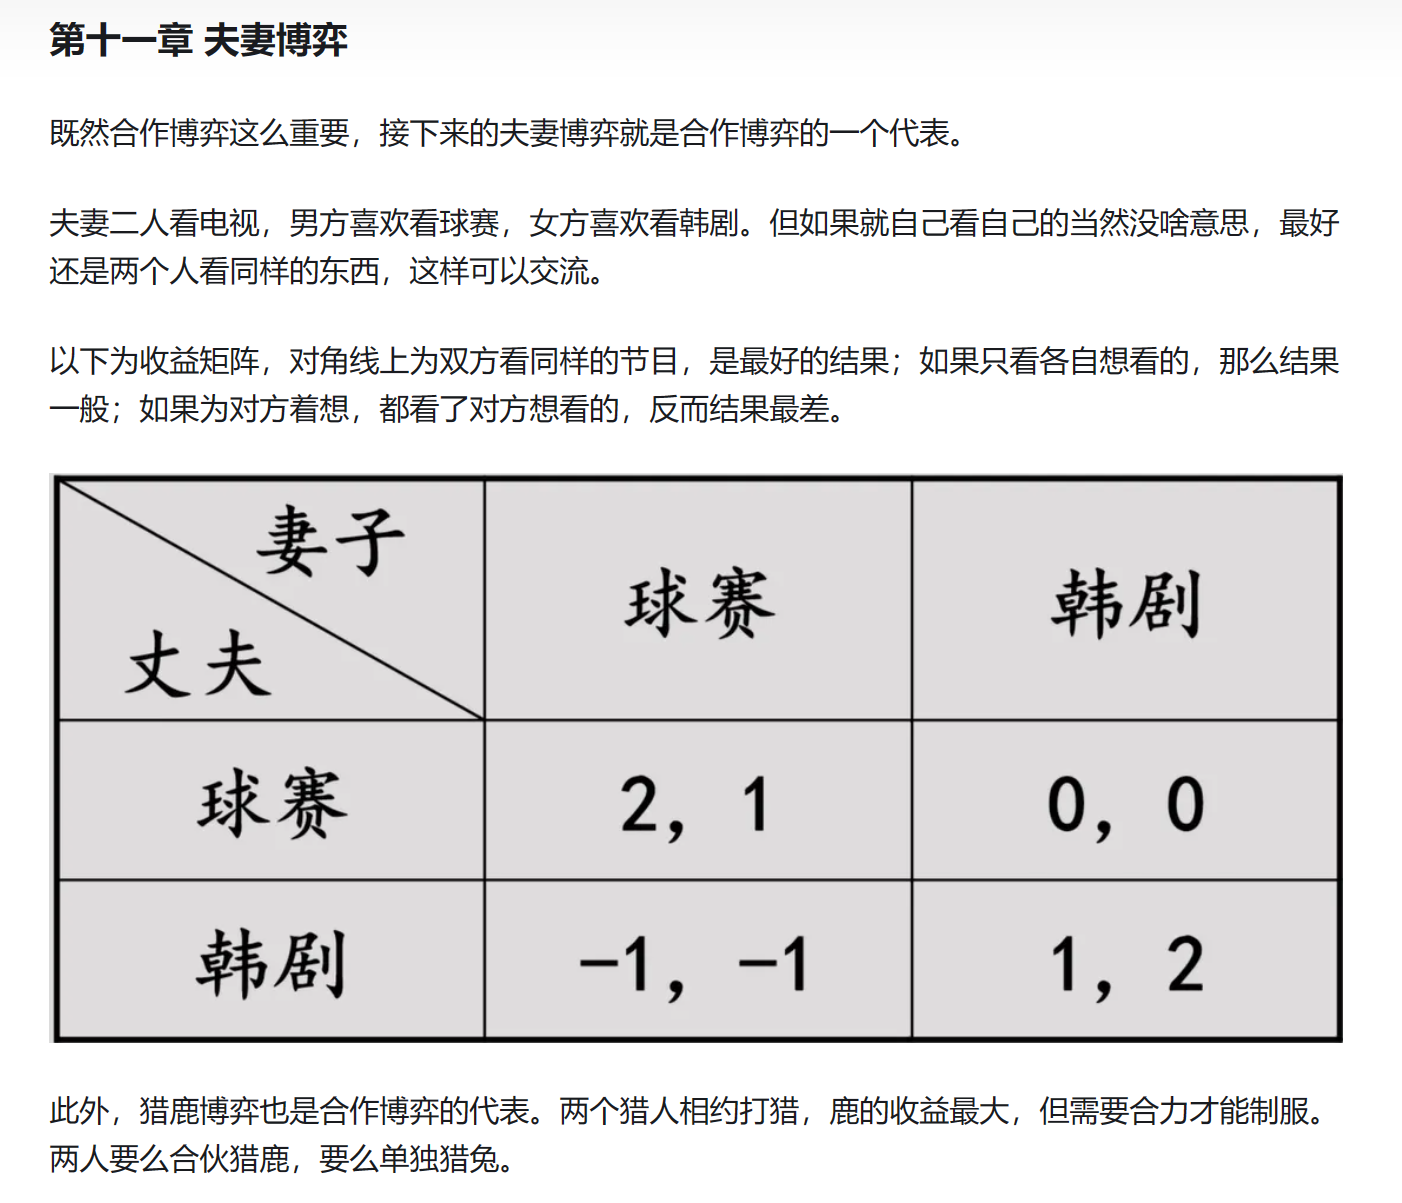 第十一章 夫妻博弈
既然合作博弈这么重要，接下来的夫妻博弈就是合作博弈的一个代表。
夫妻二人看电视，男方喜欢看球赛，女方喜欢看韩剧。但如果就自己看自己的当然没啥意思，最好
还是两个人看同样的东西，这样可以交流。
以下为收益矩阵，对角线上为双方看同样的节目，是最好的结果；如果只看各自想看的，那么结果
一般；如果为对方着想，都看了对方想看的，反而结果最差。
妻子
丈夫
球赛
韩剧
球赛
2，1
0，0
韩剧
-1，-1
1，2
此外，猎鹿博弈也是合作博弈的代表。两个猎人相约打猎，鹿的收益最大，但需要合力才能制服。
两人要么合伙猎鹿，要么单独猎兔。